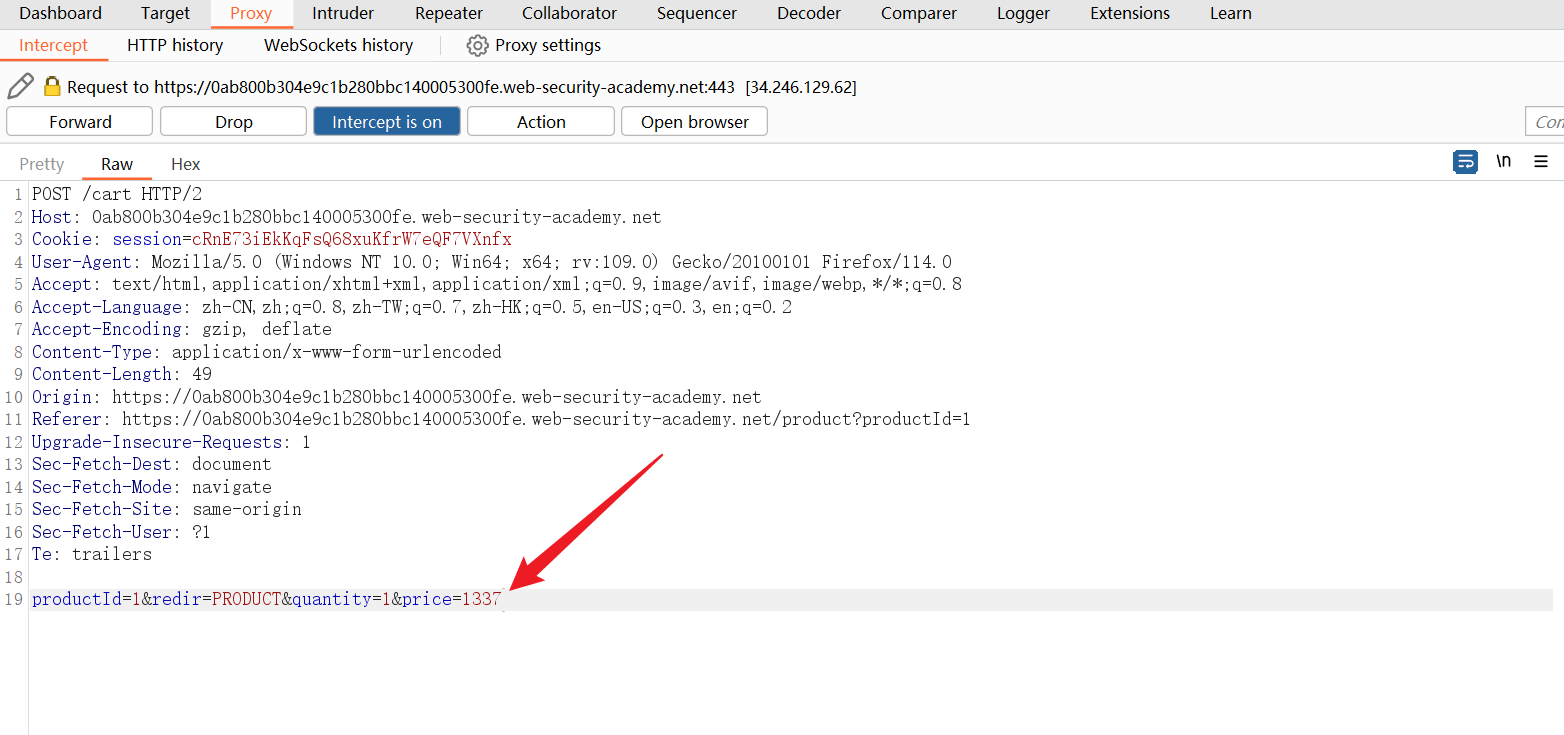 Dashboard Target Proxy Intruder Repeater Collaborator Sequencer Decoder Comparer Logger Extensions Learn
Intercept HTTP history WebSockets history Proxy settings
Request to https://0ab800b304e9c1b280bbc140005300fe.web-security-academy.net:443 [34.246.129.62]
Forward Drop Intercept is on Action Open browser
Pretty Raw Hex \n
1 POST /cart HTTP/2
2 Host: 0ab800b304e9c1b280bbc140005300fe.web-security-academy.net
3 Cookie: session=cRnE73iEkKqFsQ68xuKfrW7eQF7VXnfx
4 User-Agent: Mozilla/5.0 (Windows NT 10.0; Win64; x64; rv:109.0) Gecko/20100101 Firefox/114.0
5 Accept: text/html,application/xhtml+xml,application/xml;q=0.9,image/avif,image/webp,*/*;q=0.8
6 Accept-Language: zh-CN,zh;q=0.8,zh-TW;q=0.7,zh-HK;q=0.5,en-US;q=0.3,en;q=0.2
7 Accept-Encoding: gzip, deflate
8 Content-Type: application/x-www-form-urlencoded
9 Content-Length: 49
10 Origin: https://0ab800b304e9c1b280bbc140005300fe.web-security-academy.net
11 Referer: https://0ab800b304e9c1b280bbc140005300fe.web-security-academy.net/product?productId=1
12 Upgrade-Insecure-Requests: 1
13 Sec-Fetch-Dest: document
14 Sec-Fetch-Mode: navigate
15 Sec-Fetch-Site: same-origin
16 Sec-Fetch-User: ?1
17 Te: trailers
18
19 productId=1&redir=PRODUCT&quantity=1&price=1337